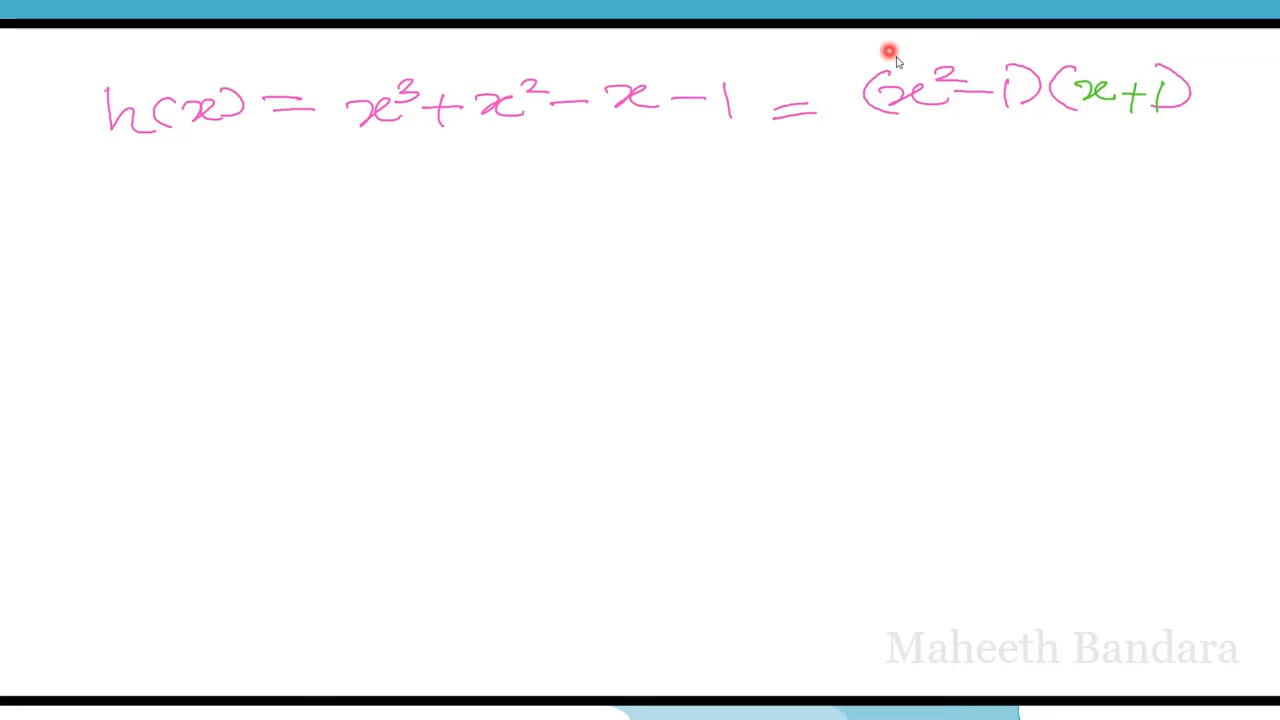 h(x) = x³ + x² - x - 1 = (x² - 1)(x + 1)
Maheeth Bandara